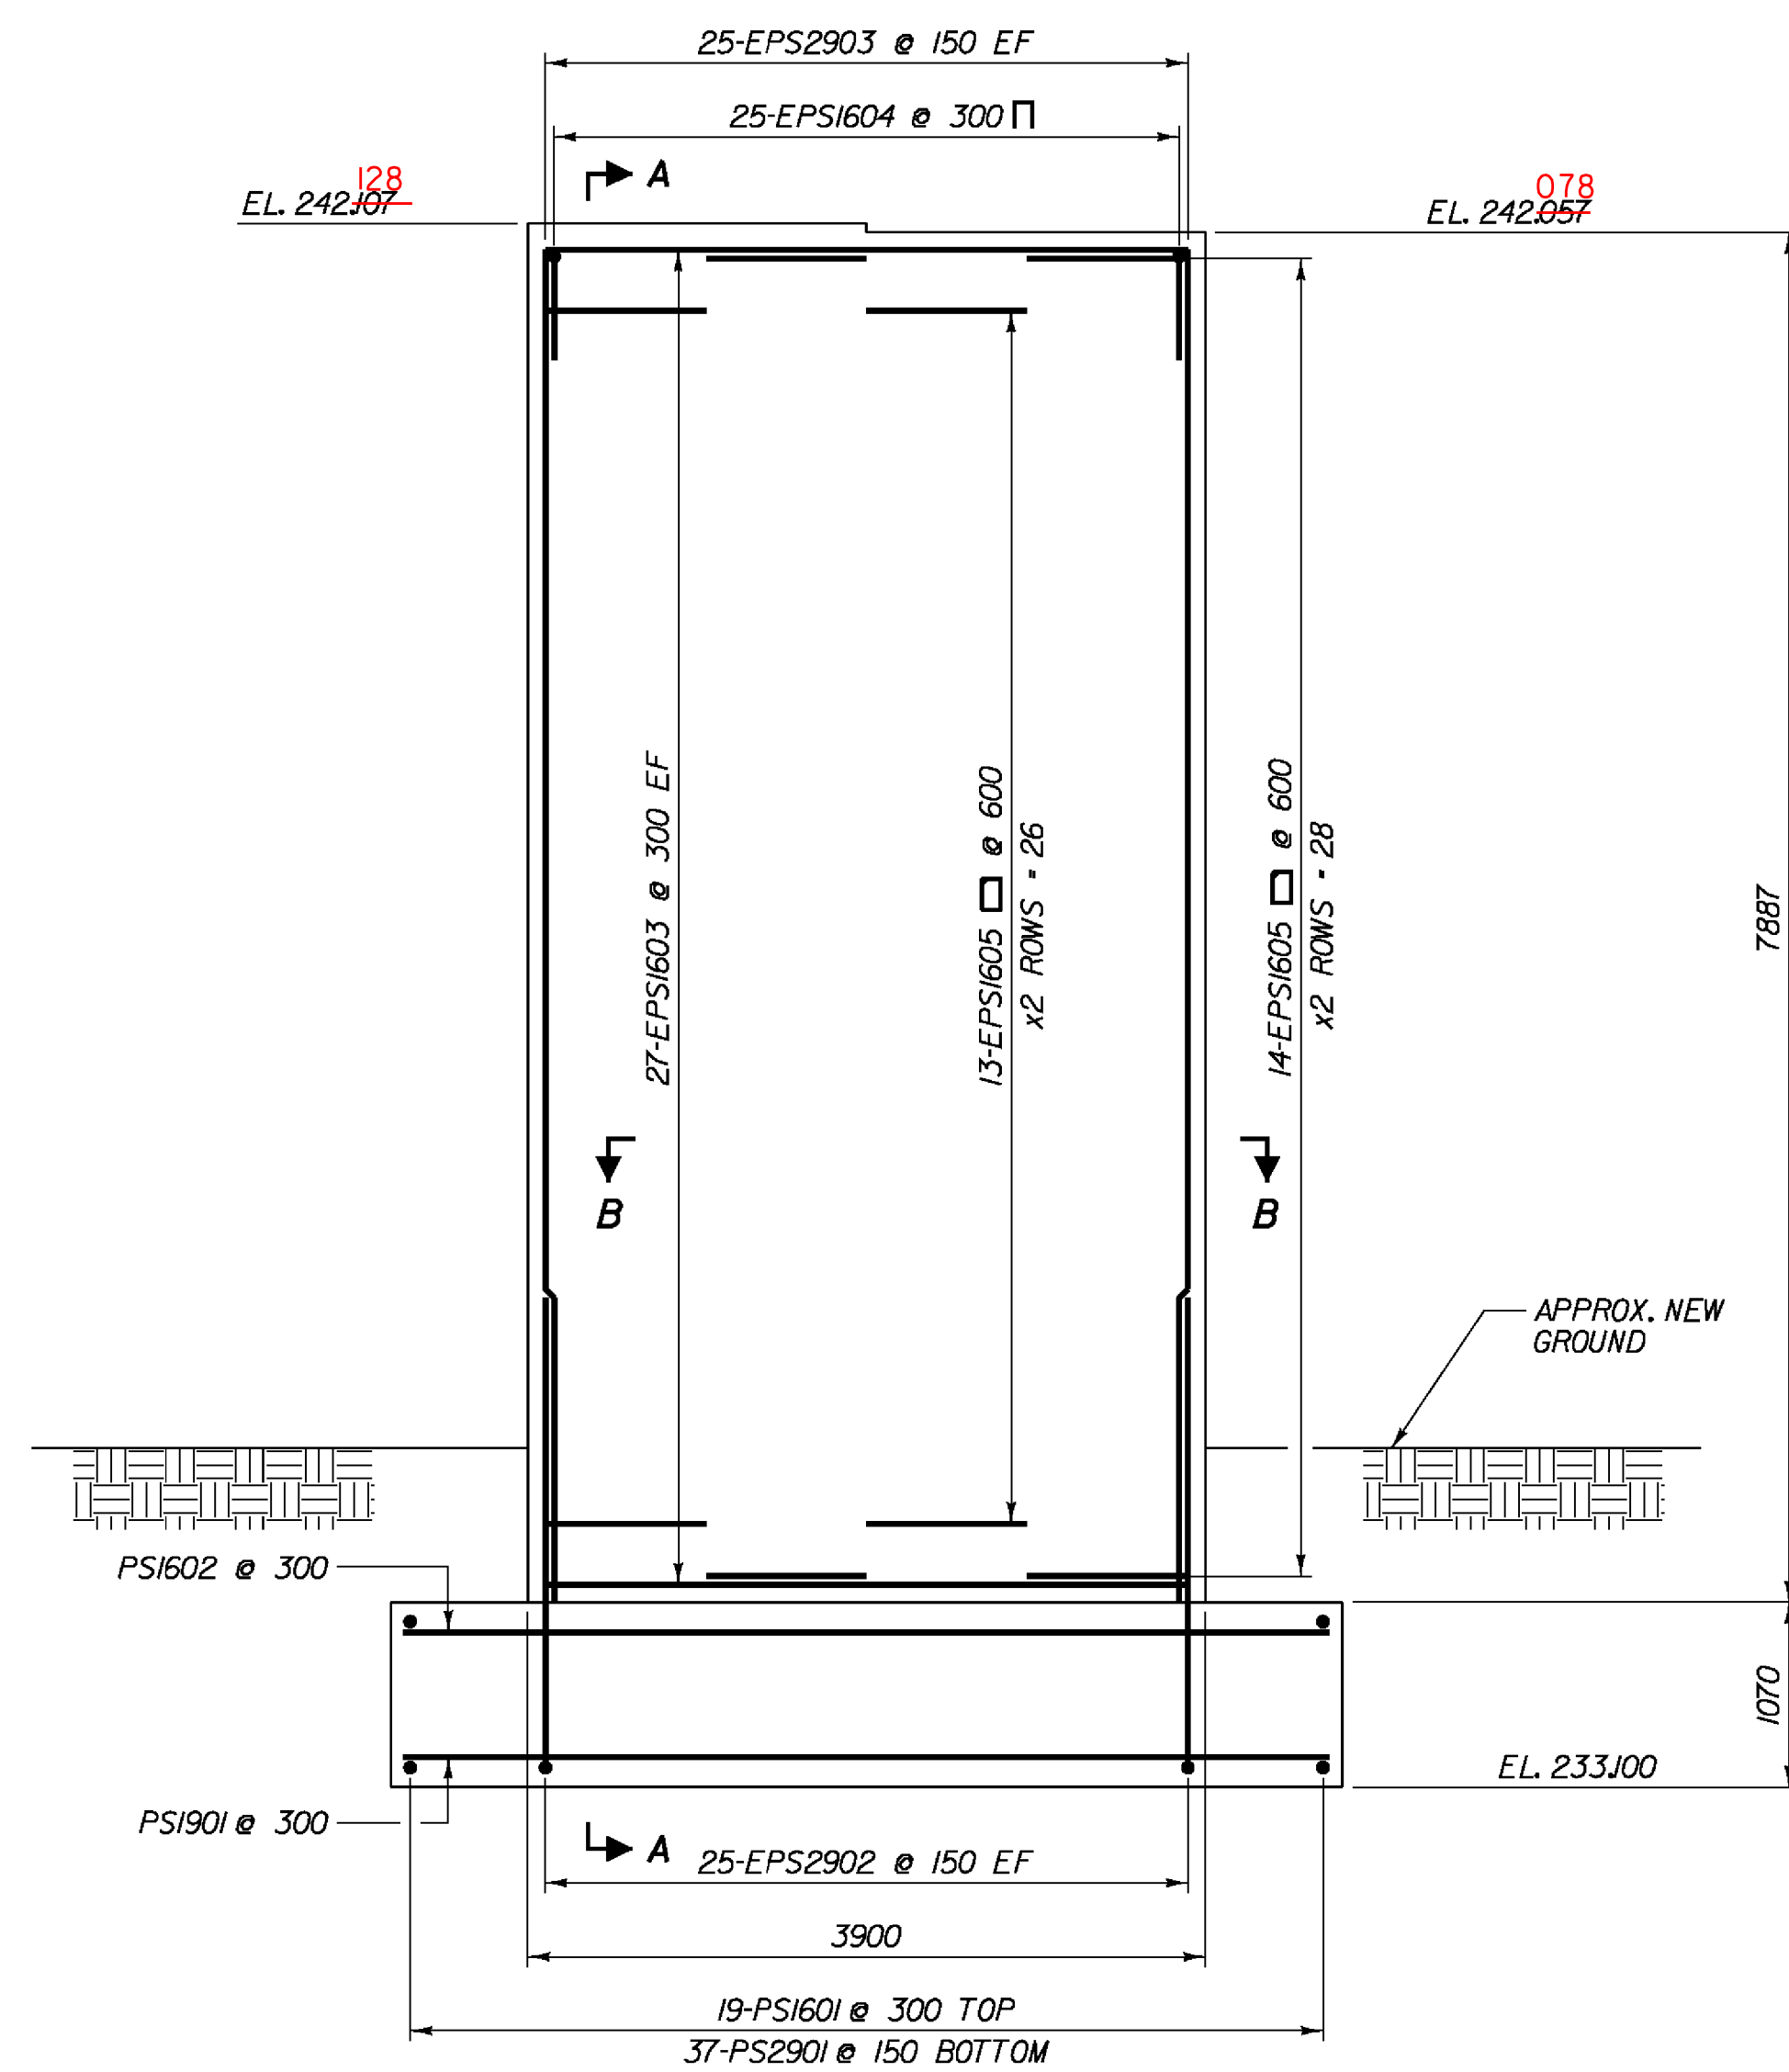 25-EPS2903 @ 150 EF
25-EPS1604 @ 300
A
128
EL. 242.107
078
EL. 242.057
27-EPS1603 @ 300 EF
13-EPS1605 @ 600
x2 ROWS = 26
14-EPS1605 @ 600
x2 ROWS = 28
7887
B
B
APPROX. NEW
GROUND
PS1602 @ 300
1070
EL. 233.100
PS1901 @ 300
A
25-EPS2902 @ 150 EF
3900
19-PS1601 @ 300 TOP
37-PS2901 @ 150 BOTTOM